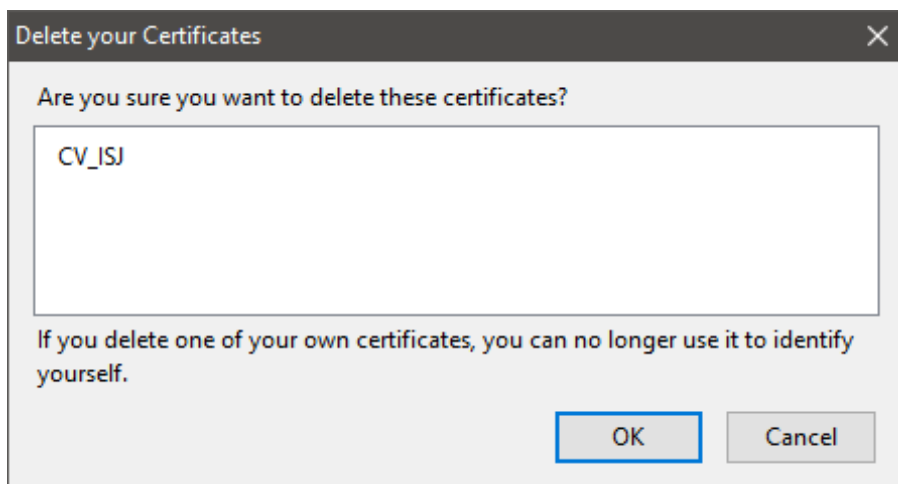 Delete your Certificates
Are you sure you want to delete these certificates?
CV_ISJ
If you delete one of your own certificates, you can no longer use it to identify
yourself.
OK
Cancel